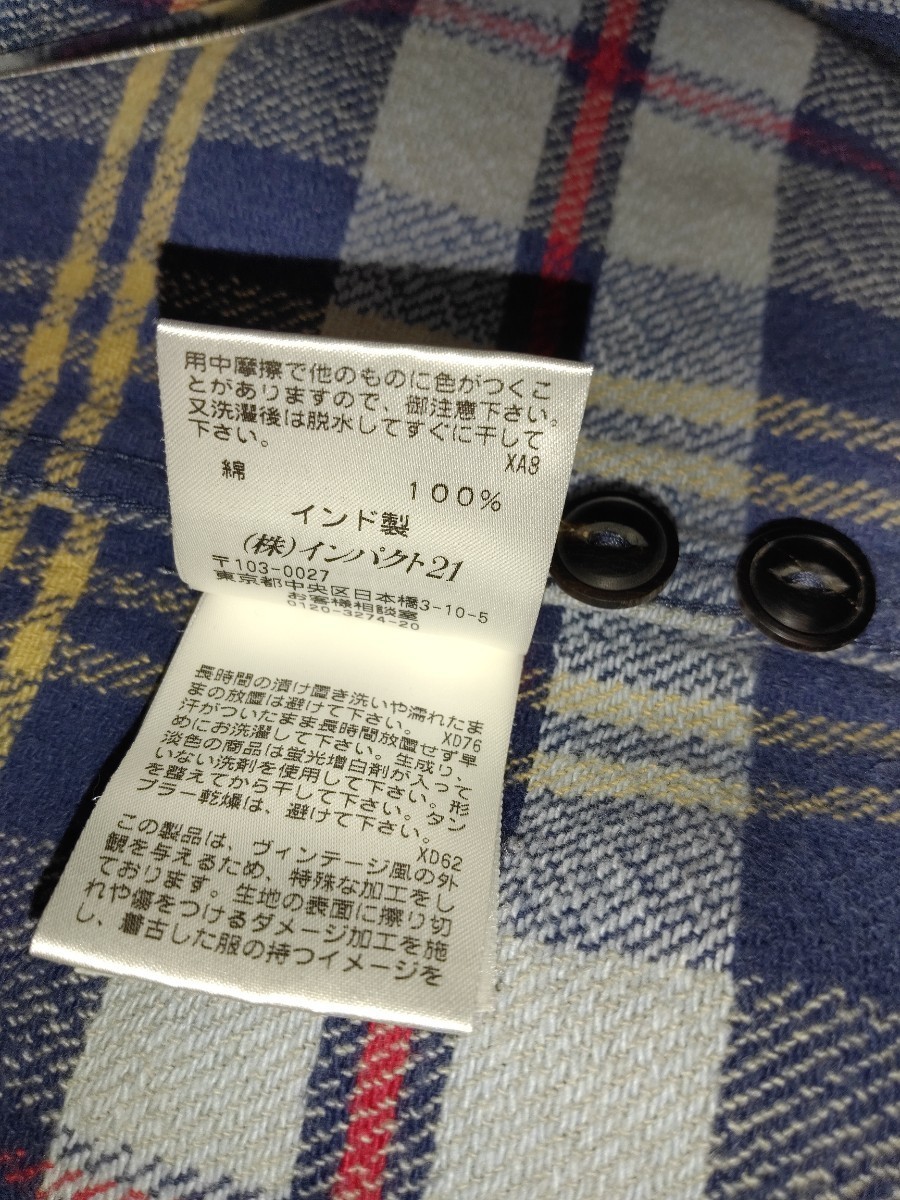 用中摩擦で他のものに色がつくこ
とがありますので、御注意下さい。
又洗濯後は脱水してすぐに干して
下さい。
XA8
綿
100%
インド製
(株)インパクト21
〒103-0027
東京都中央区日本橋3-10-5
お客様相談室
0120-3274-20
長時間の漬け置き洗いや濡れたま
まの放置は避けて下さい。 XD76
汗がついたまま長時間放置せず早
めにお洗濯して下さい。生成り、
淡色の商品は蛍光増白剤が入って
いない洗剤を使用して下さい。形
を整えてから干して下さい。タン
ブラー乾燥は、避けて下さい。
XD62
この製品は、ヴィンテージ風の外
観を与えるため、特殊な加工をし
ております。生地の表面に擦り切
れや傷をつけるダメージ加工を施
し、着古した服の持つイメージを